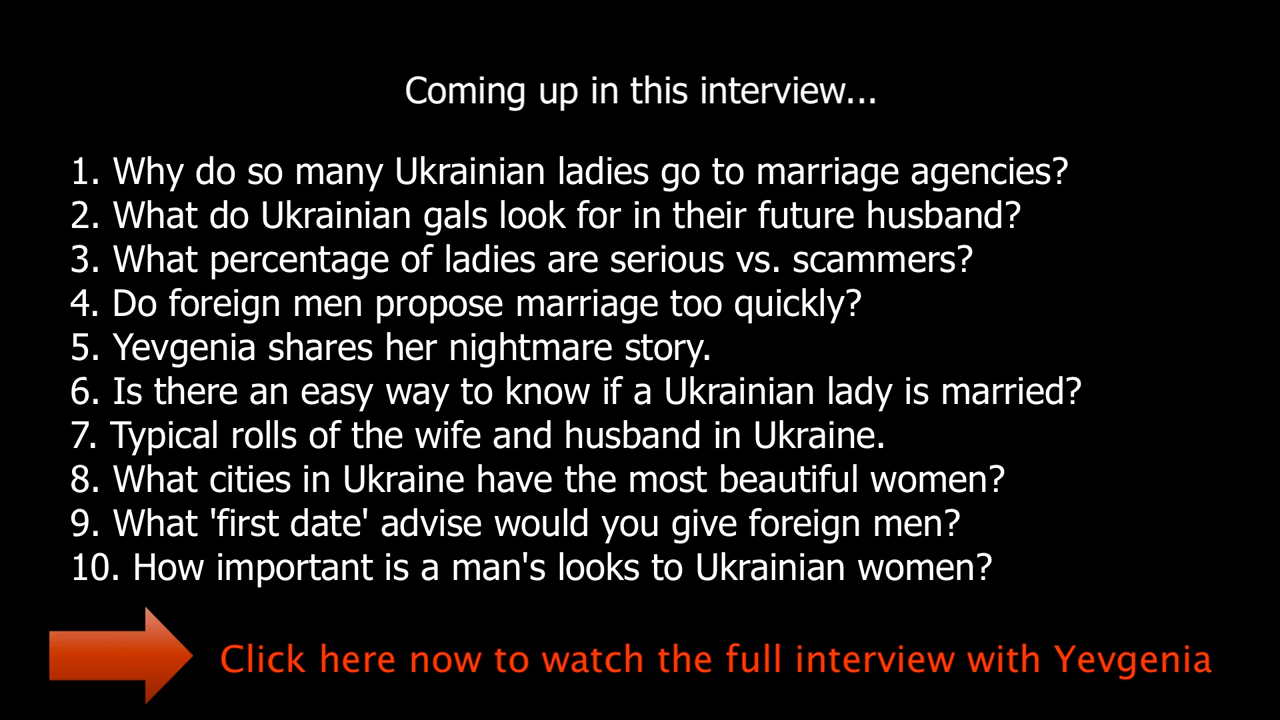 Coming up in this interview...
1. Why do so many Ukrainian ladies go to marriage agencies?
2. What do Ukrainian gals look for in their future husband?
3. What percentage of ladies are serious vs. scammers?
4. Do foreign men propose marriage too quickly?
5. Yevgenia shares her nightmare story.
6. Is there an easy way to know if a Ukrainian lady is married?
7. Typical rolls of the wife and husband in Ukraine.
8. What cities in Ukraine have the most beautiful women?
9. What 'first date' advise would you give foreign men?
10. How important is a man's looks to Ukrainian women?
Click here now to watch the full interview with Yevgenia